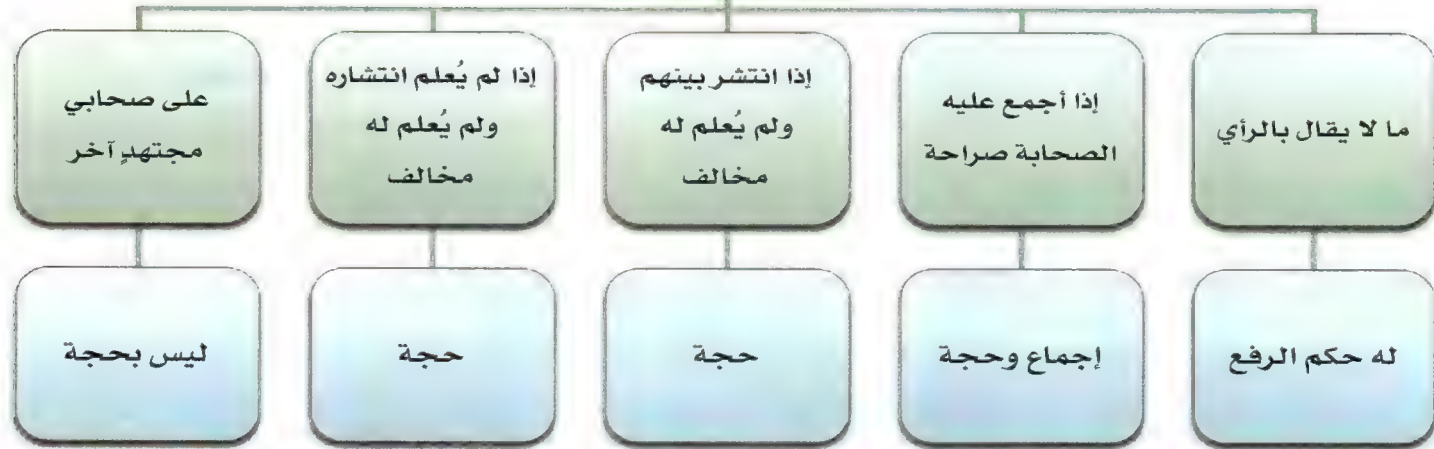 ما لا يقال بالرأي
إذا أجمع عليه
الصحابة صراحة
إذا انتشر بينهم
ولم يُعلم له
مخالف
إذا لم يُعلم انتشاره
ولم يُعلم له
مخالف
على صحابي
مجتهدٍ آخر
له حكم الرفع
إجماع وحجة
حجة
حجة
ليس بحجة